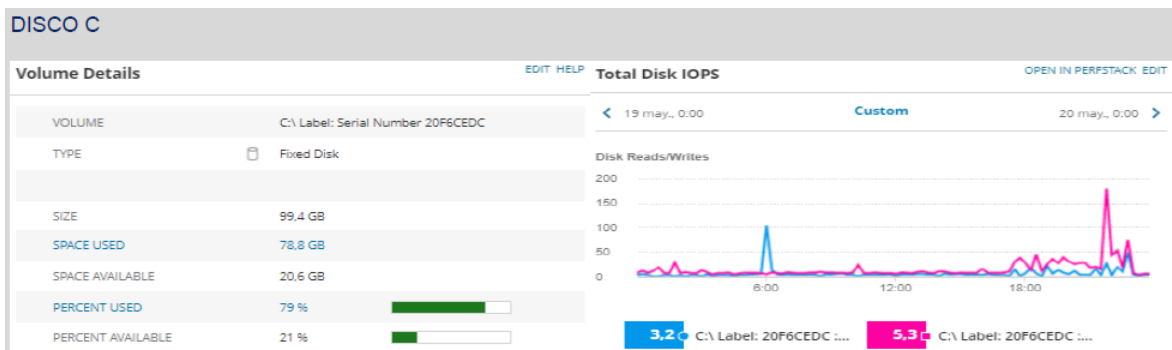 DISCO C
Volume Details
EDIT HELP
VOLUME C:\ Label: Serial Number 20F6CEDC
TYPE Fixed Disk
SIZE 99,4 GB
SPACE USED 78,8 GB
SPACE AVAILABLE 20,6 GB
PERCENT USED 79 %
PERCENT AVAILABLE 21 %
Total Disk IOPS
OPEN IN PERFSTACK EDIT
19 may., 0:00 Custom 20 may., 0:00
Disk Reads/Writes
200
150
100
50
0
6:00 12:00 18:00
3,2 C:\ Label: 20F6CEDC :...
5,3 C:\ Label: 20F6CEDC :...